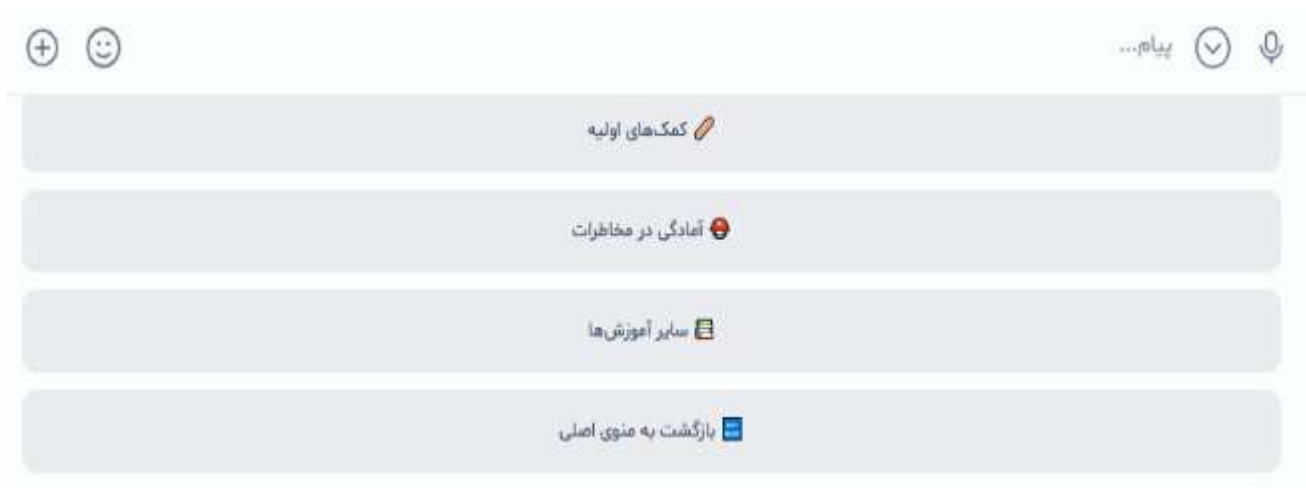 پیام...
کمک‌های اولیه
آمادگی در مخاطرات
سایر آموزش‌ها
بازگشت به منوی اصلی